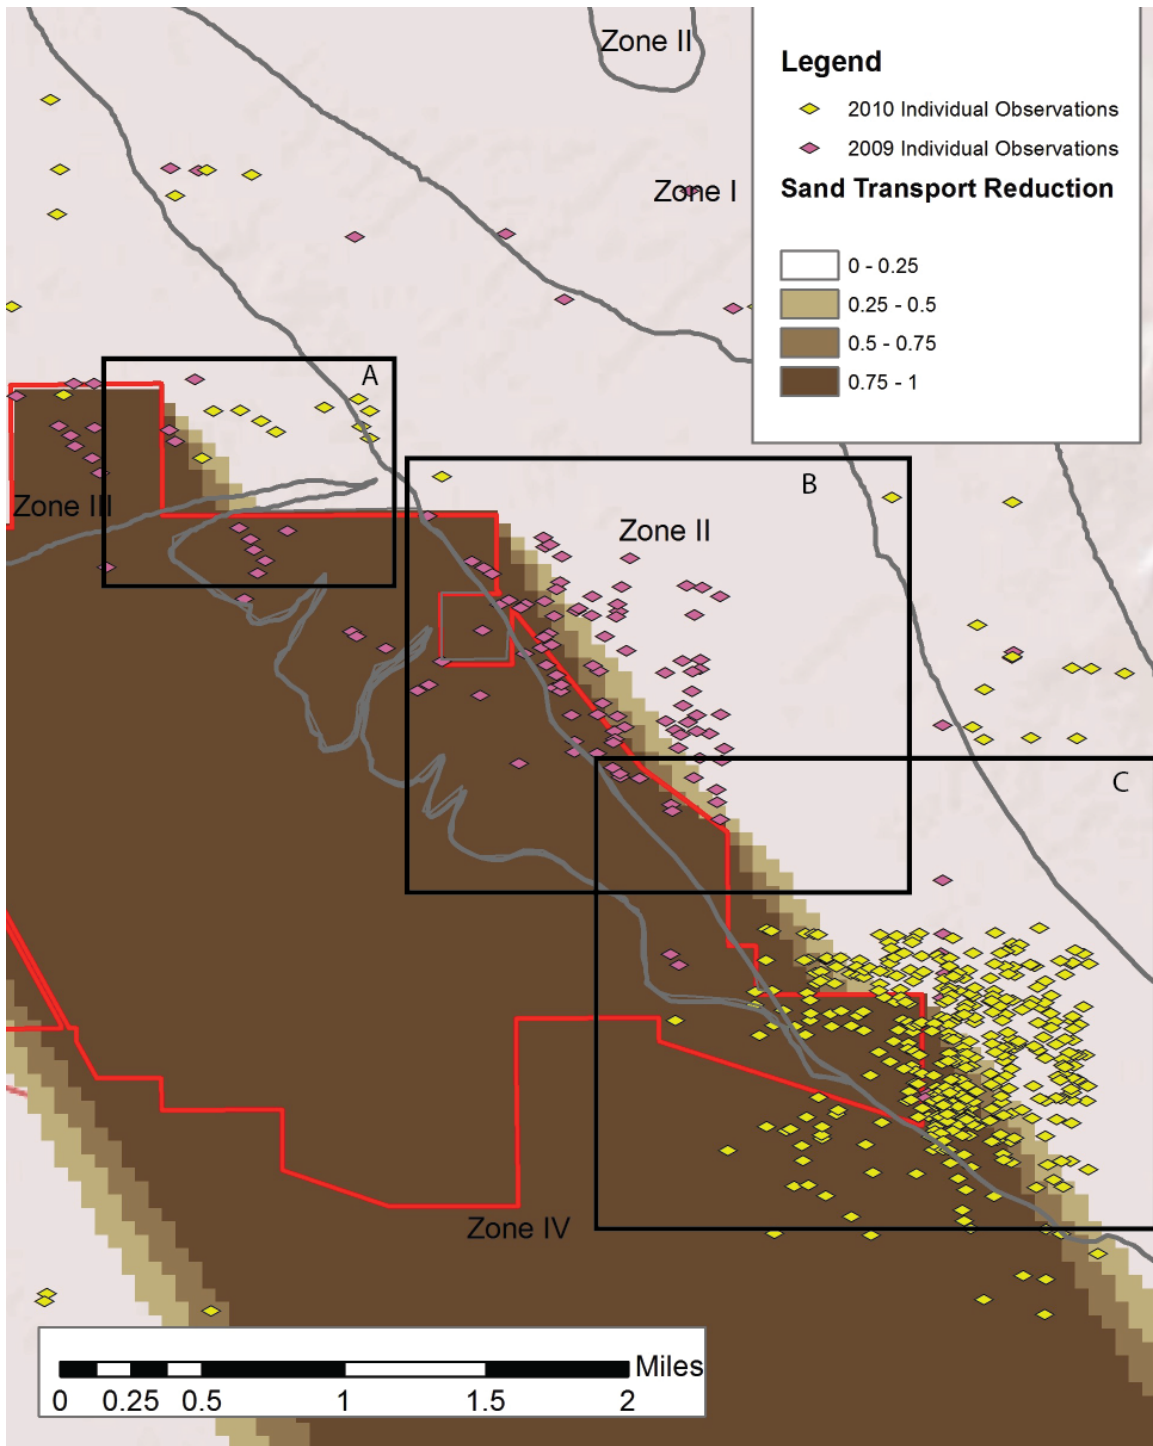 Zone II
Legend
2010 Individual Observations
2009 Individual Observations
Zone I
Sand Transport Reduction
0 - 0.25
0.25 - 0.5
0.5 - 0.75
0.75 - 1
A
B
Zone III
Zone II
C
Zone IV
Miles
0 0.25 0.5 1 1.5 2